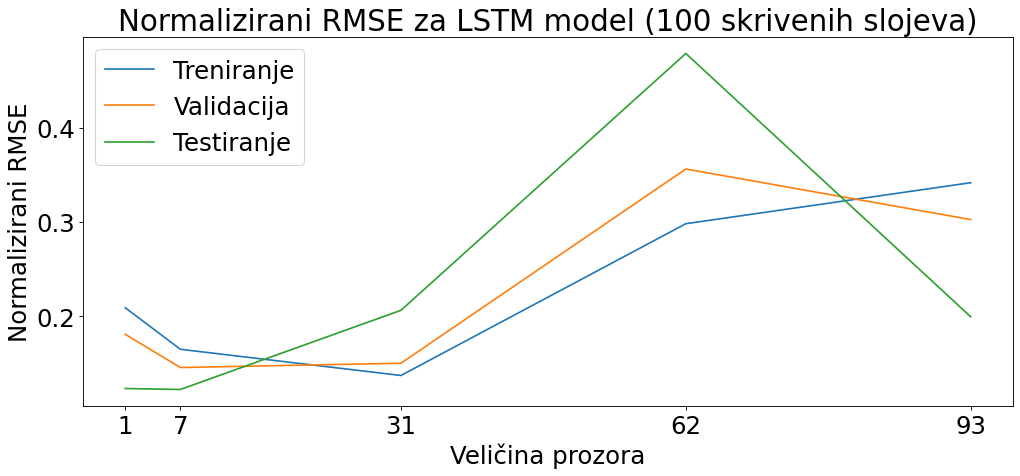 Normalizirani RMSE za LSTM model (100 skrivenih slojeva)
Treniranje
Validacija
Testiranje
Normalizirani RMSE
0.4
0.3
0.2
1 7 31 62 93
Veličina prozora